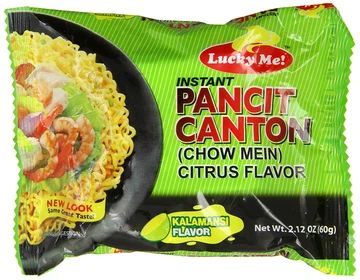 Lucky Me!
INSTANT
PANCIT
CANTON
(CHOW MEIN)
CITRUS FLAVOR
NEW LOOK
Same Great Taste!
KALAMANSI
FLAVOR
Net Wt. 2.12 OZ (60g)